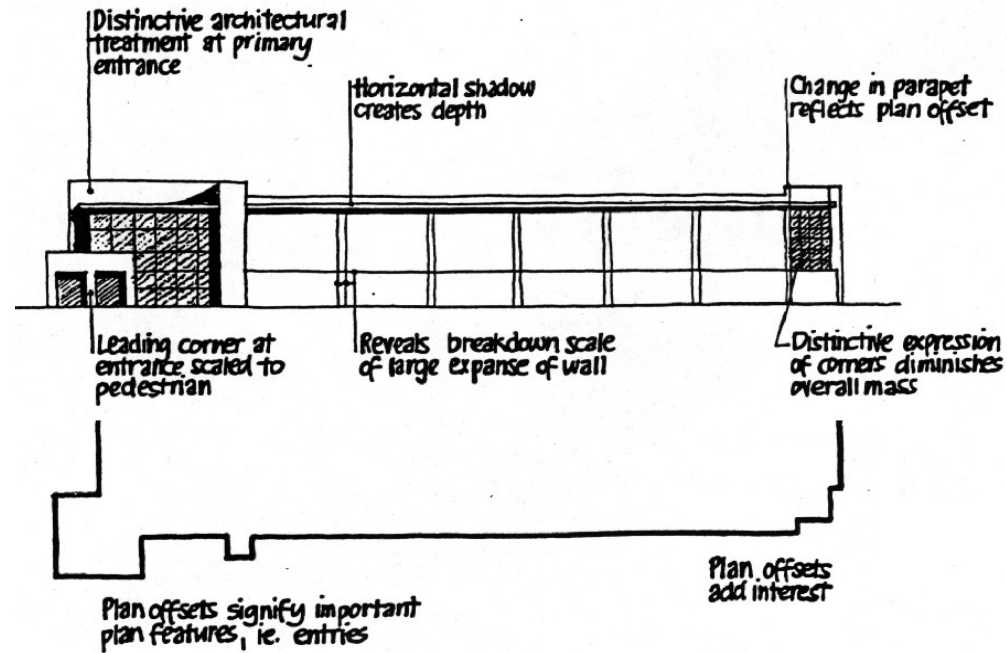 Distinctive architectural
treatment at primary
entrance
Horizontal shadow
creates depth
Change in parapet
reflects plan offset
Leading corner at
entrance scaled to
pedestrian
Reveals breakdown scale
of large expanse of wall
Distinctive expression
of corners diminishes
overall mass
Plan offsets signify important
plan features, ie. entries
Plan offsets
add interest